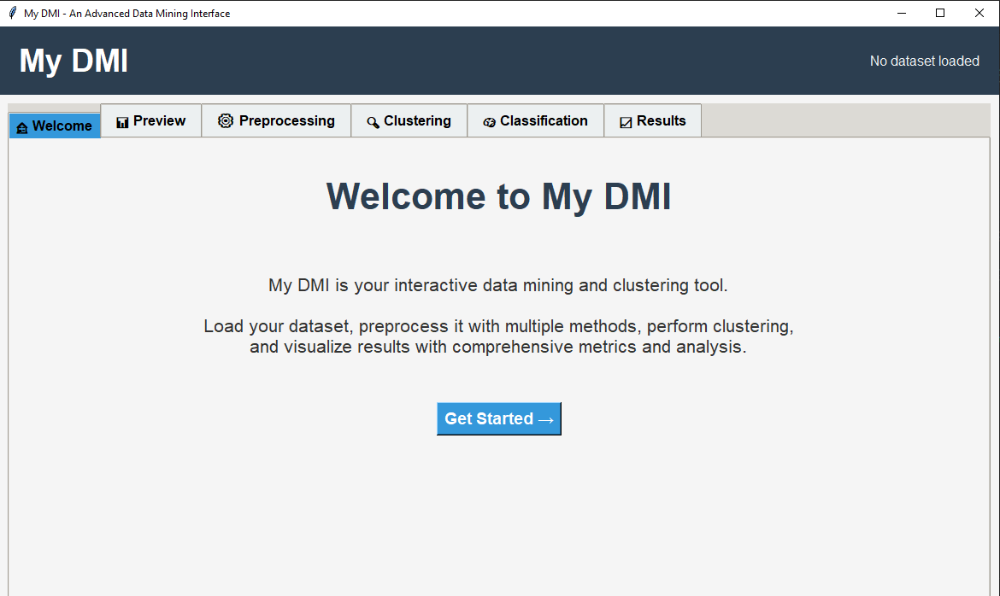 My DMI - An Advanced Data Mining Interface
My DMI
No dataset loaded
Welcome
Preview
Preprocessing
Clustering
Classification
Results
Welcome to My DMI
My DMI is your interactive data mining and clustering tool.
Load your dataset, preprocess it with multiple methods, perform clustering,
and visualize results with comprehensive metrics and analysis.
Get Started →